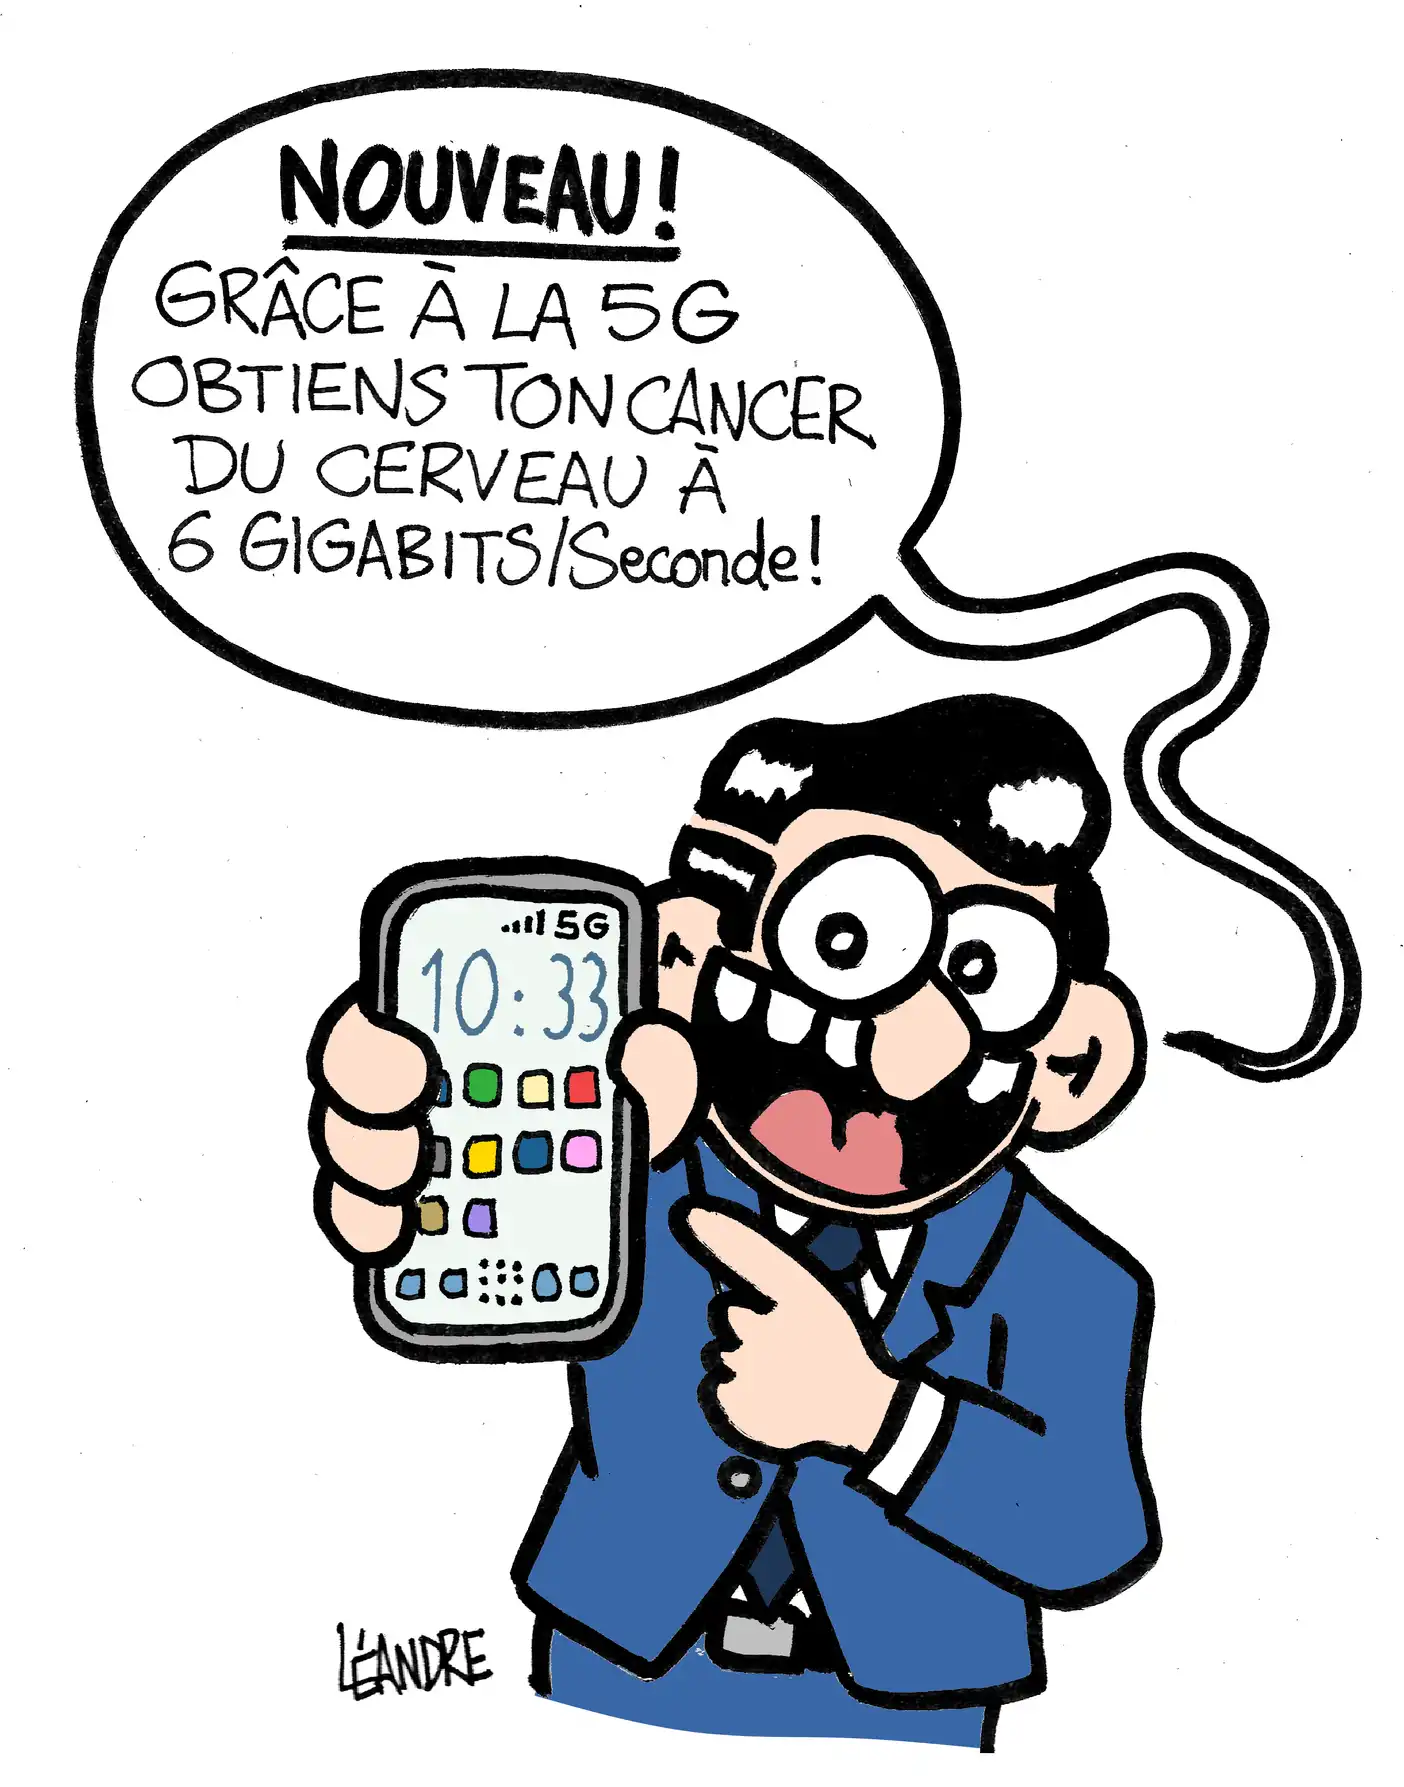 NOUVEAU!
GRÂCE À LA 5G
OBTIENS TON CANCER
DU CERVEAU À
6 GIGABITS/Seconde!
5G
10:33
LÉANDRE